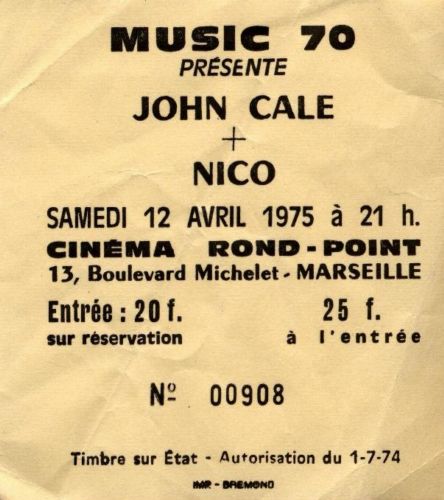 MUSIC 70
PRÉSENTE
JOHN CALE
+
NICO
SAMEDI 12 AVRIL 1975 à 21 h.
CINÉMA ROND-POINT
13, Boulevard Michelet - MARSEILLE
Entrée : 20 f. 25 f.
sur réservation à l'entrée
Nº 00908
Timbre sur État - Autorisation du 1-7-74
IMP - BREMOND